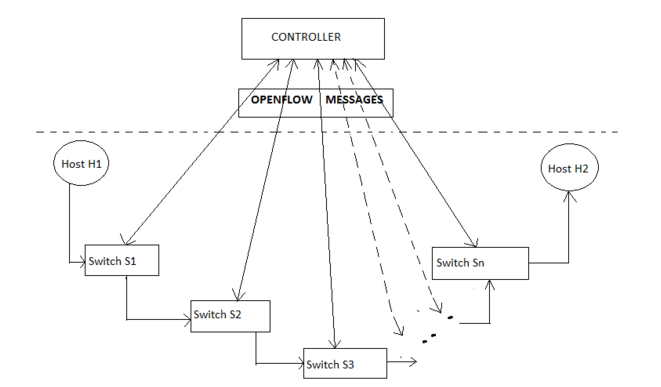 CONTROLLER
OPENFLOW MESSAGES
Host H1
Host H2
Switch S1
Switch Sn
Switch S2
Switch S3